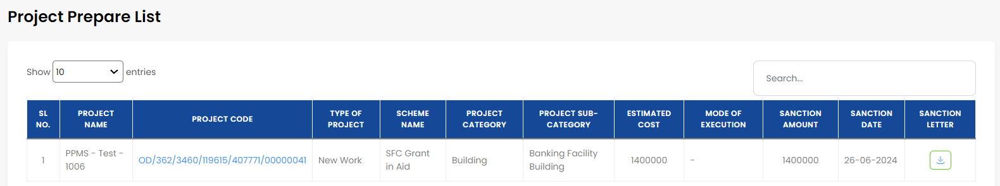 Project Prepare List
Show 10 entries
Search...
SL NO.
PROJECT NAME
PROJECT CODE
TYPE OF PROJECT
SCHEME NAME
PROJECT CATEGORY
PROJECT SUB-CATEGORY
ESTIMATED COST
MODE OF EXECUTION
SANCTION AMOUNT
SANCTION DATE
SANCTION LETTER
1
PPMS - Test - 1006
OD/362/3460/119615/407771/00000041
New Work
SFC Grant in Aid
Building
Banking Facility Building
1400000
-
1400000
26-06-2024